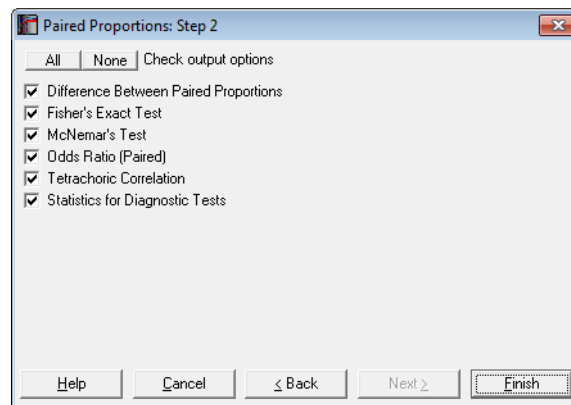 Paired Proportions: Step 2
All None Check output options
Difference Between Paired Proportions
Fisher's Exact Test
McNemar's Test
Odds Ratio (Paired)
Tetrachoric Correlation
Statistics for Diagnostic Tests
Help Cancel < Back Next > Finish